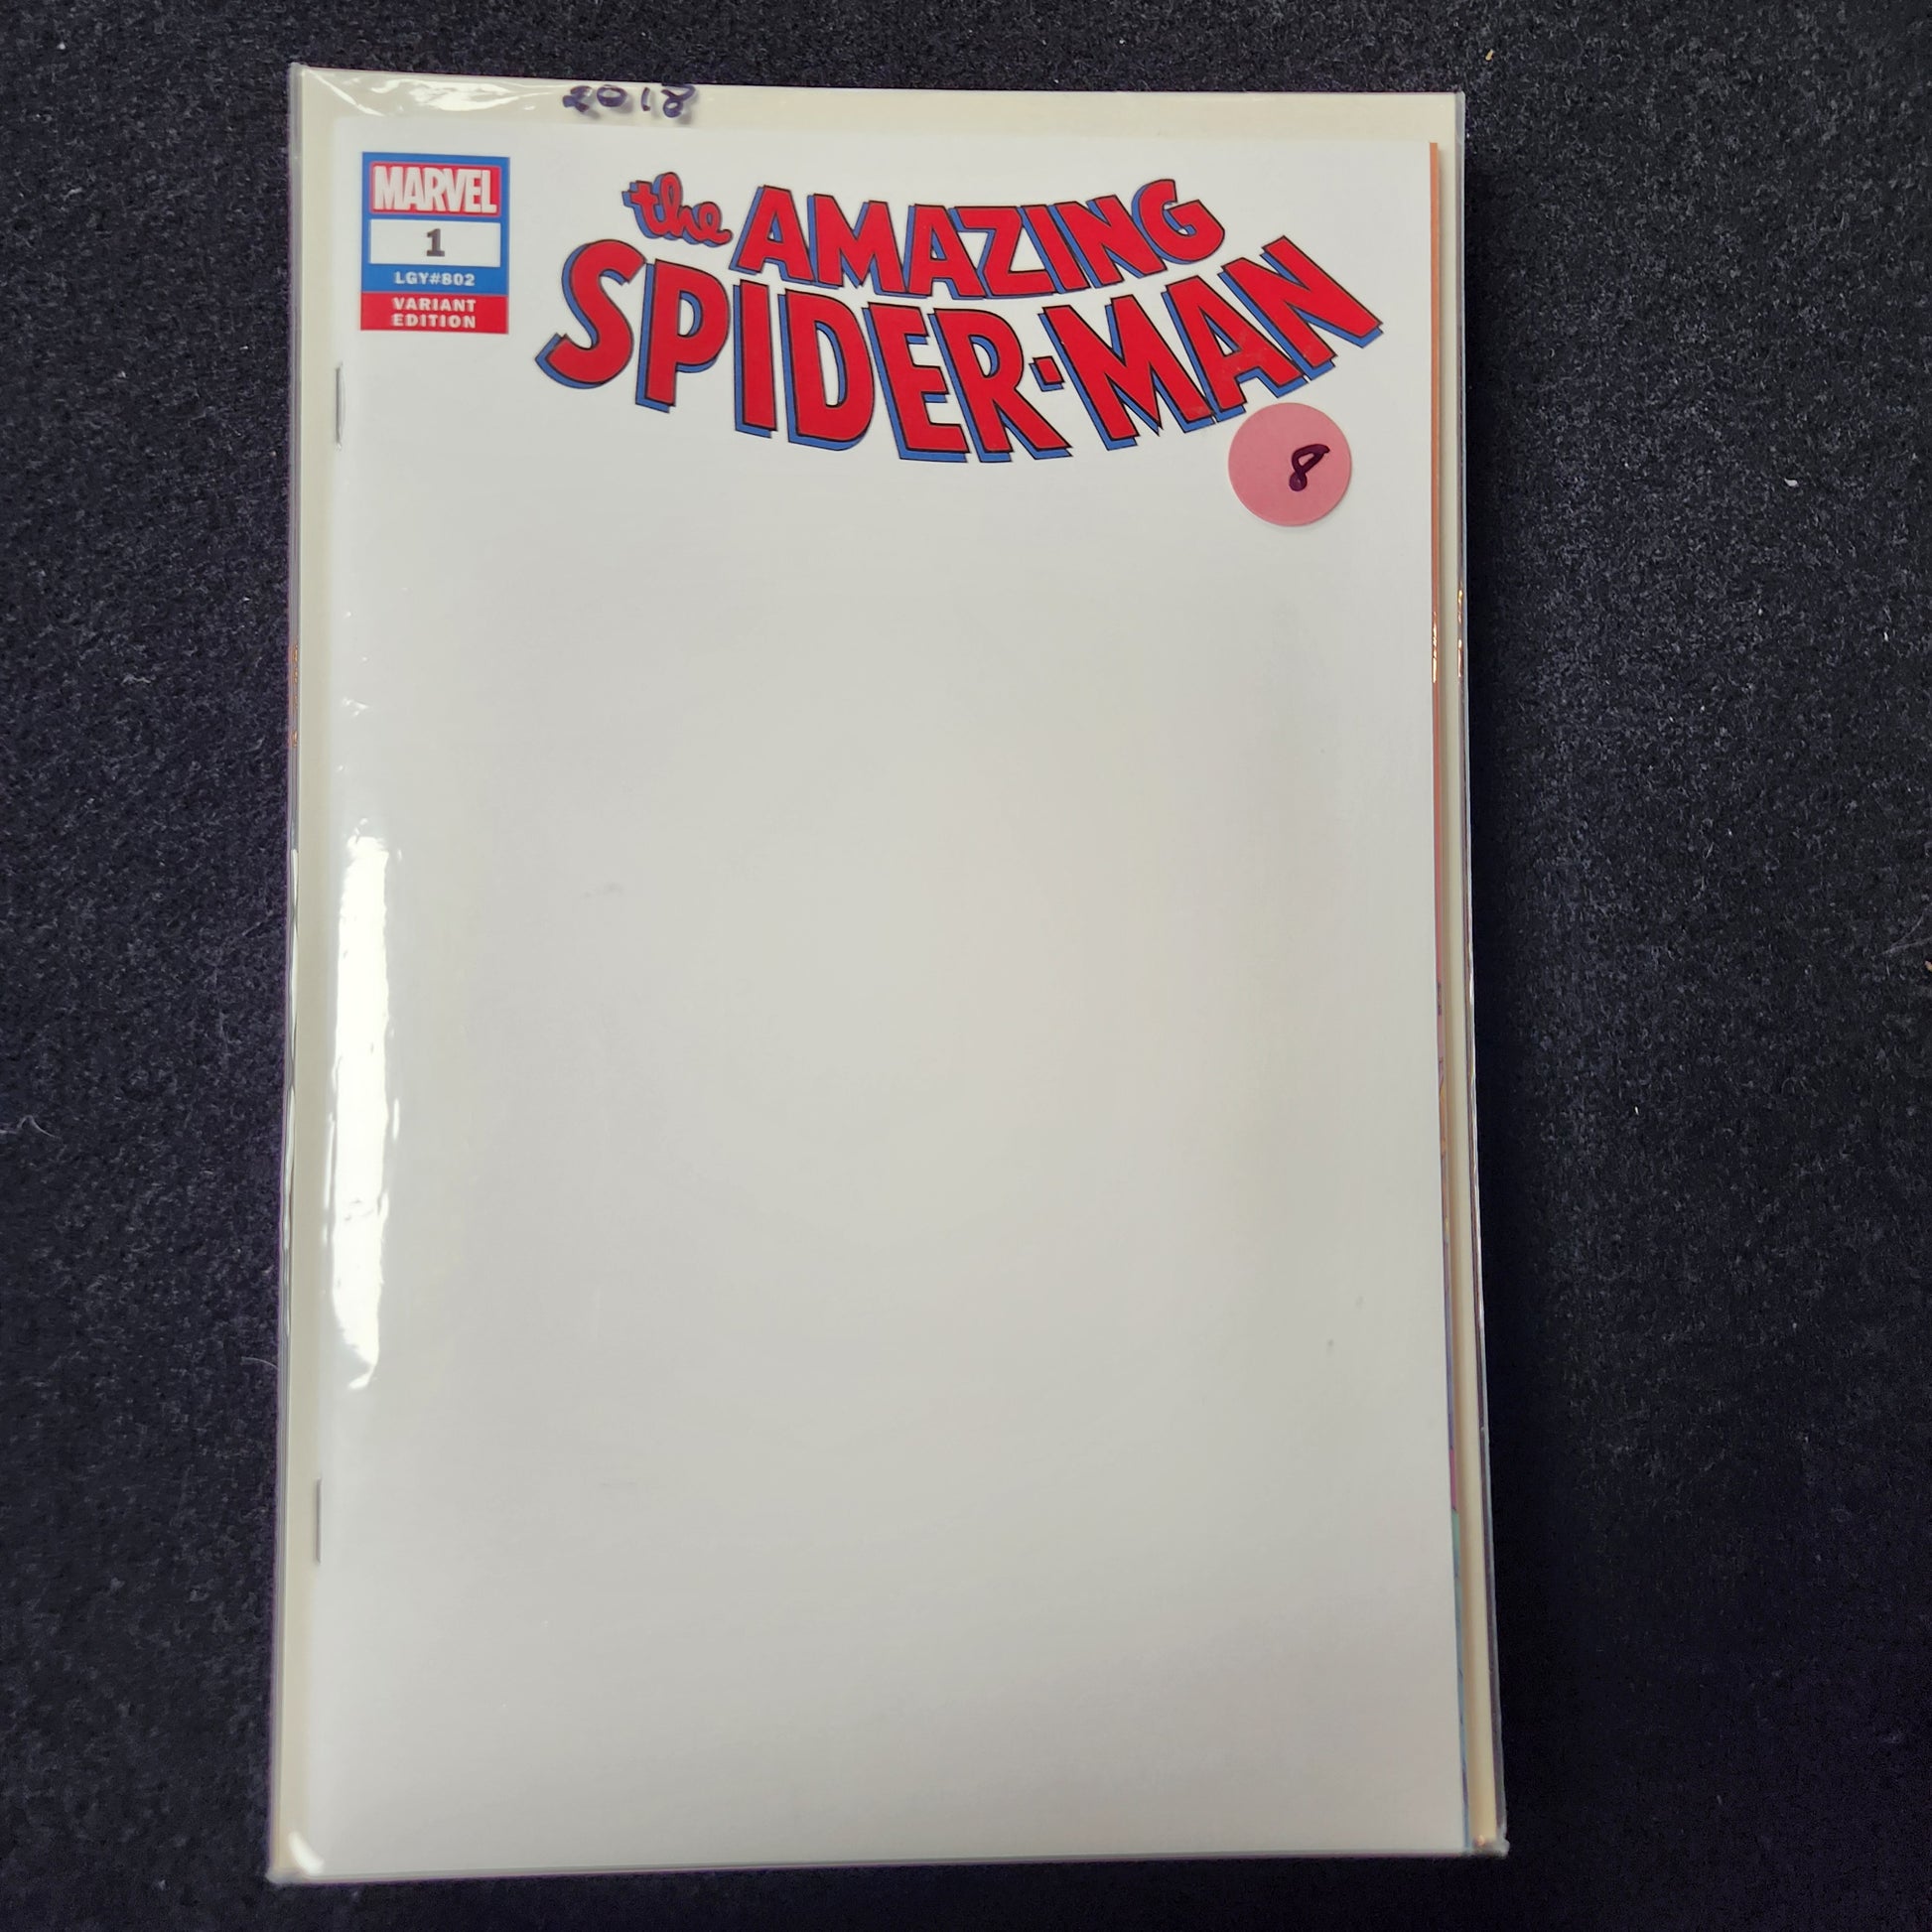 2018
MARVEL
1
LGY#802
VARIANT
EDITION
the AMAZING
SPIDER-MAN
8